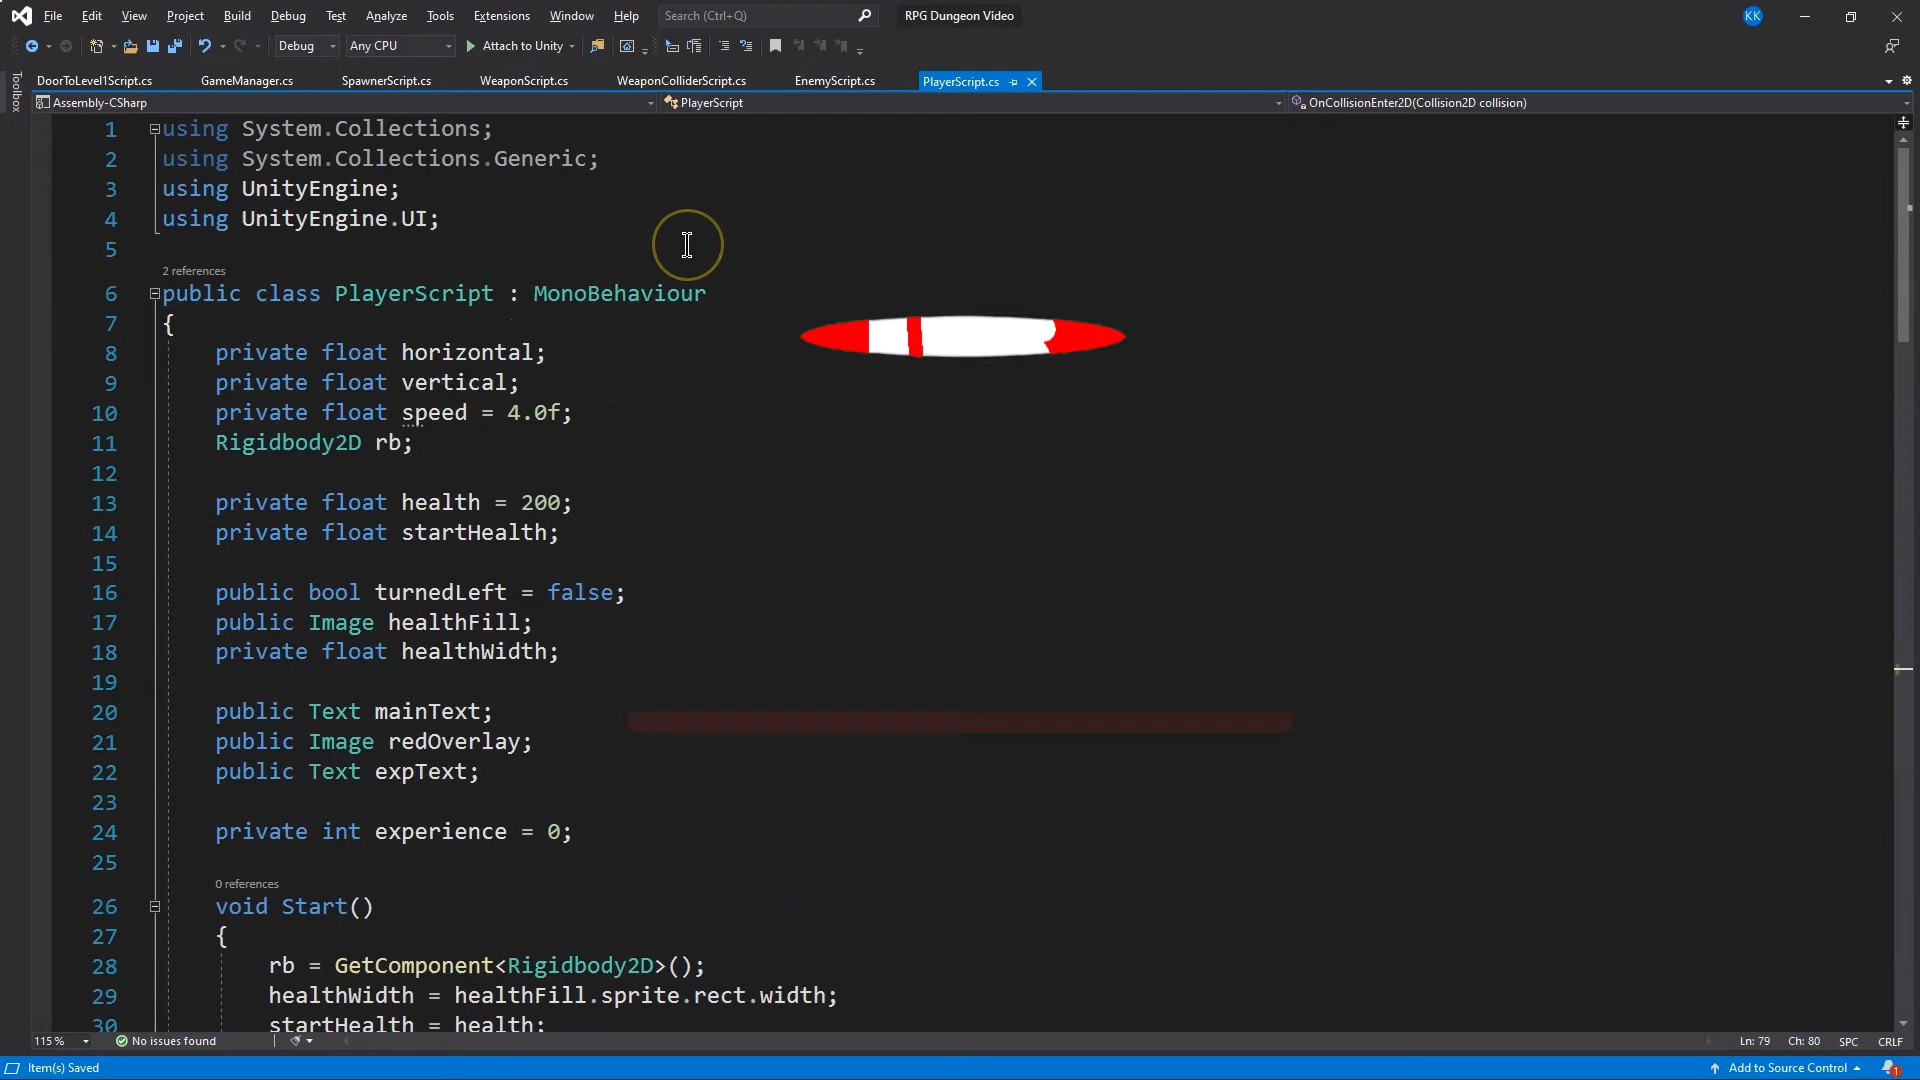 File Edit View Project Build Debug Test Analyze Tools Extensions Window Help Search (Ctrl+Q) RPG Dungeon Video KK
Debug Any CPU Attach to Unity
Toolbox
DoorToLevel1Script.cs GameManager.cs SpawnerScript.cs WeaponScript.cs WeaponColliderScript.cs EnemyScript.cs PlayerScript.cs
Assembly-CSharp PlayerScript OnCollisionEnter2D(Collision2D collision)
1 using System.Collections;
2 using System.Collections.Generic;
3 using UnityEngine;
4 using UnityEngine.UI;
5
2 references
6 public class PlayerScript : MonoBehaviour
7 {
8 private float horizontal;
9 private float vertical;
10 private float speed = 4.0f;
11 Rigidbody2D rb;
12
13 private float health = 200;
14 private float startHealth;
15
16 public bool turnedLeft = false;
17 public Image healthFill;
18 private float healthWidth;
19
20 public Text mainText;
21 public Image redOverlay;
22 public Text expText;
23
24 private int experience = 0;
25
0 references
26 void Start()
27 {
28 rb = GetComponent<Rigidbody2D>();
29 healthWidth = healthFill.sprite.rect.width;
30 startHealth = health;
115 % No issues found Ln: 79 Ch: 80 SPC CRLF
Item(s) Saved Add to Source Control 1